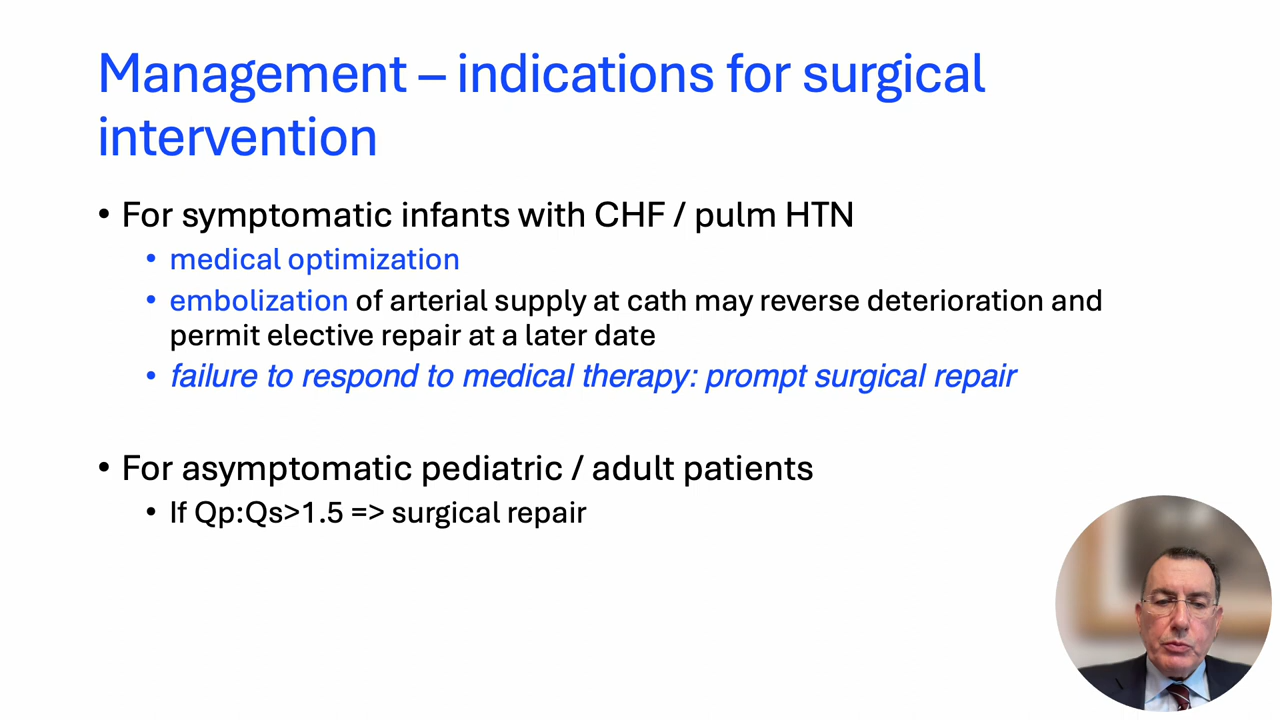 Management – indications for surgical
intervention
• For symptomatic infants with CHF / pulm HTN
• medical optimization
• embolization of arterial supply at cath may reverse deterioration and
permit elective repair at a later date
• failure to respond to medical therapy: prompt surgical repair
• For asymptomatic pediatric / adult patients
• If Qp:Qs>1.5 => surgical repair